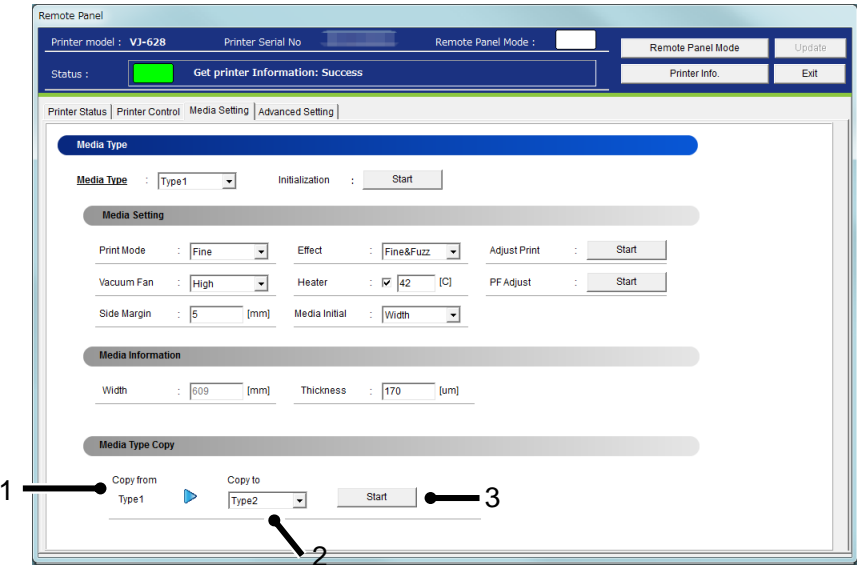 Remote Panel
Printer model : VJ-628 Printer Serial No Remote Panel Mode : Remote Panel Mode Update
Status : Get printer Information: Success Printer Info. Exit
Printer Status Printer Control Media Setting Advanced Setting
Media Type
Media Type : Type1 Initialization : Start
Media Setting
Print Mode : Fine Effect : Fine&Fuzz Adjust Print : Start
Vacuum Fan : High Heater : 42 [C] PF Adjust : Start
Side Margin : 5 [mm] Media Initial : Width
Media Information
Width : 609 [mm] Thickness : 170 [um]
Media Type Copy
Copy from Copy to
1 Type1 Type2 Start 3
2